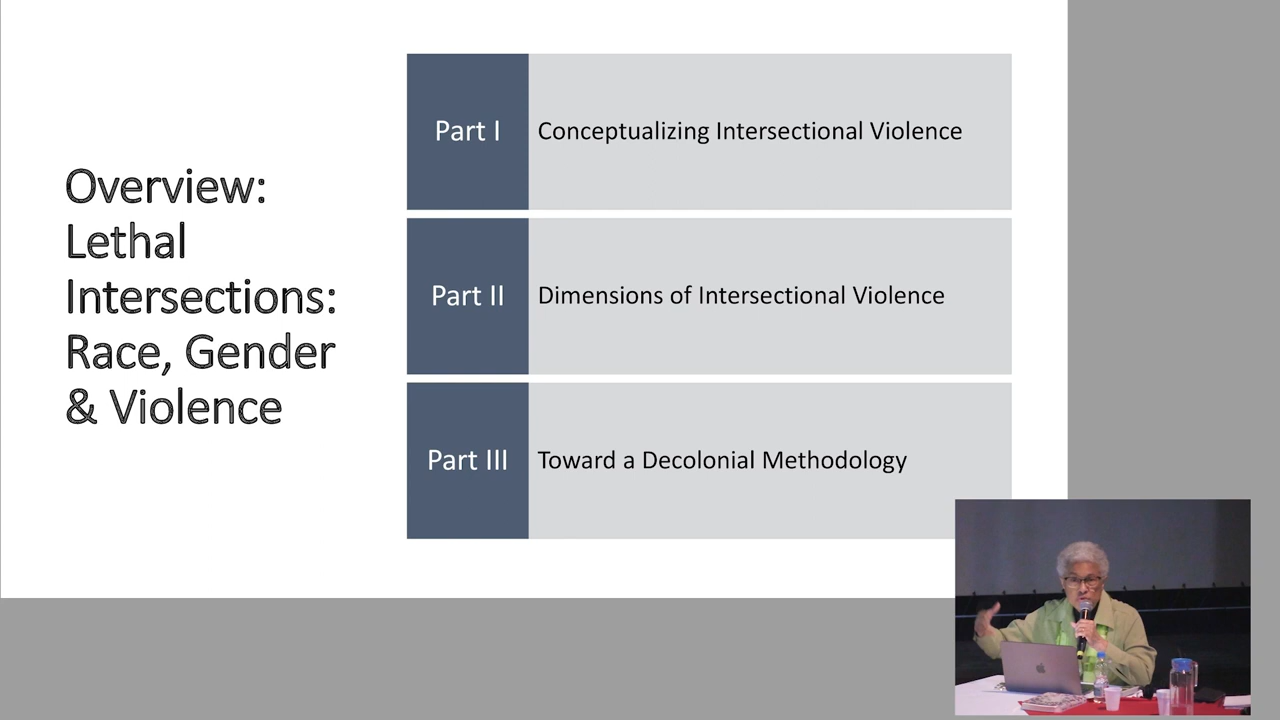 Overview:
Lethal
Intersections:
Race, Gender
& Violence
Part I
Conceptualizing Intersectional Violence
Part II
Dimensions of Intersectional Violence
Part III
Toward a Decolonial Methodology